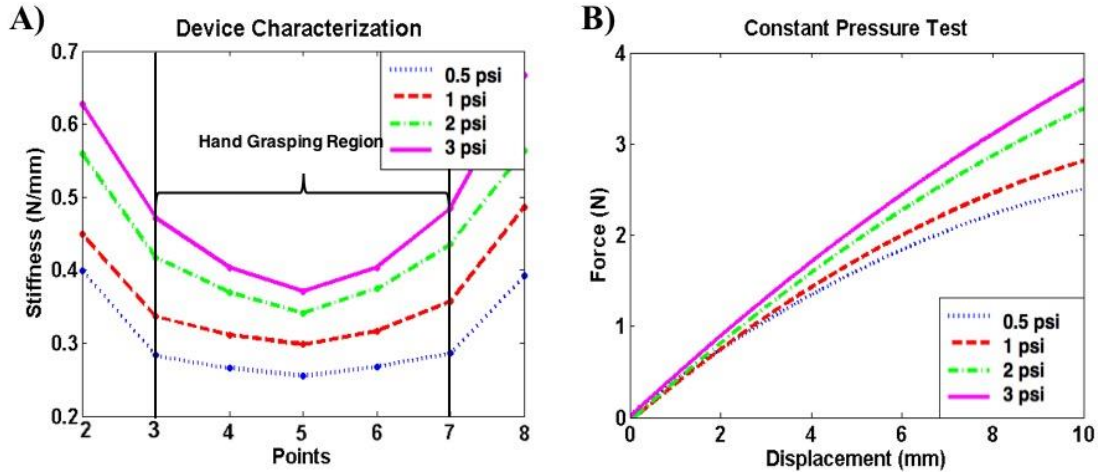 A)
Device Characterization
0.7
0.6
0.5
0.4
0.3
0.2
Stiffness (N/mm)
2 3 4 5 6 7 8
Points
Hand Grasping Region
0.5 psi
1 psi
2 psi
3 psi
B)
Constant Pressure Test
4
3
2
1
0
Force (N)
0 2 4 6 8 10
Displacement (mm)
0.5 psi
1 psi
2 psi
3 psi